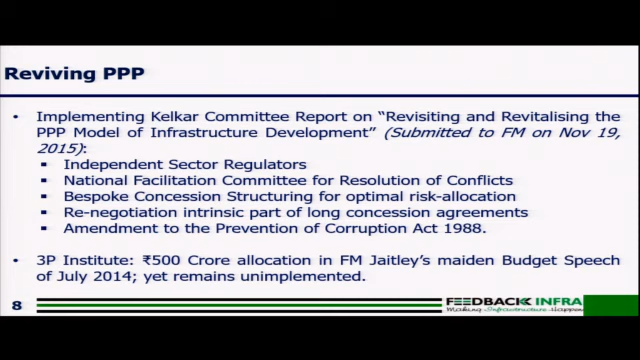 Reviving PPP
• Implementing Kelkar Committee Report on “Revisiting and Revitalising the
PPP Model of Infrastructure Development” (Submitted to FM on Nov 19,
2015):
▪ Independent Sector Regulators
▪ National Facilitation Committee for Resolution of Conflicts
▪ Bespoke Concession Structuring for optimal risk-allocation
▪ Re-negotiation intrinsic part of long concession agreements
▪ Amendment to the Prevention of Corruption Act 1988.
• 3P Institute: ₹500 Crore allocation in FM Jaitley’s maiden Budget Speech
of July 2014; yet remains unimplemented.
8
FEEDBACK INFRA
Making Infrastructure Happen